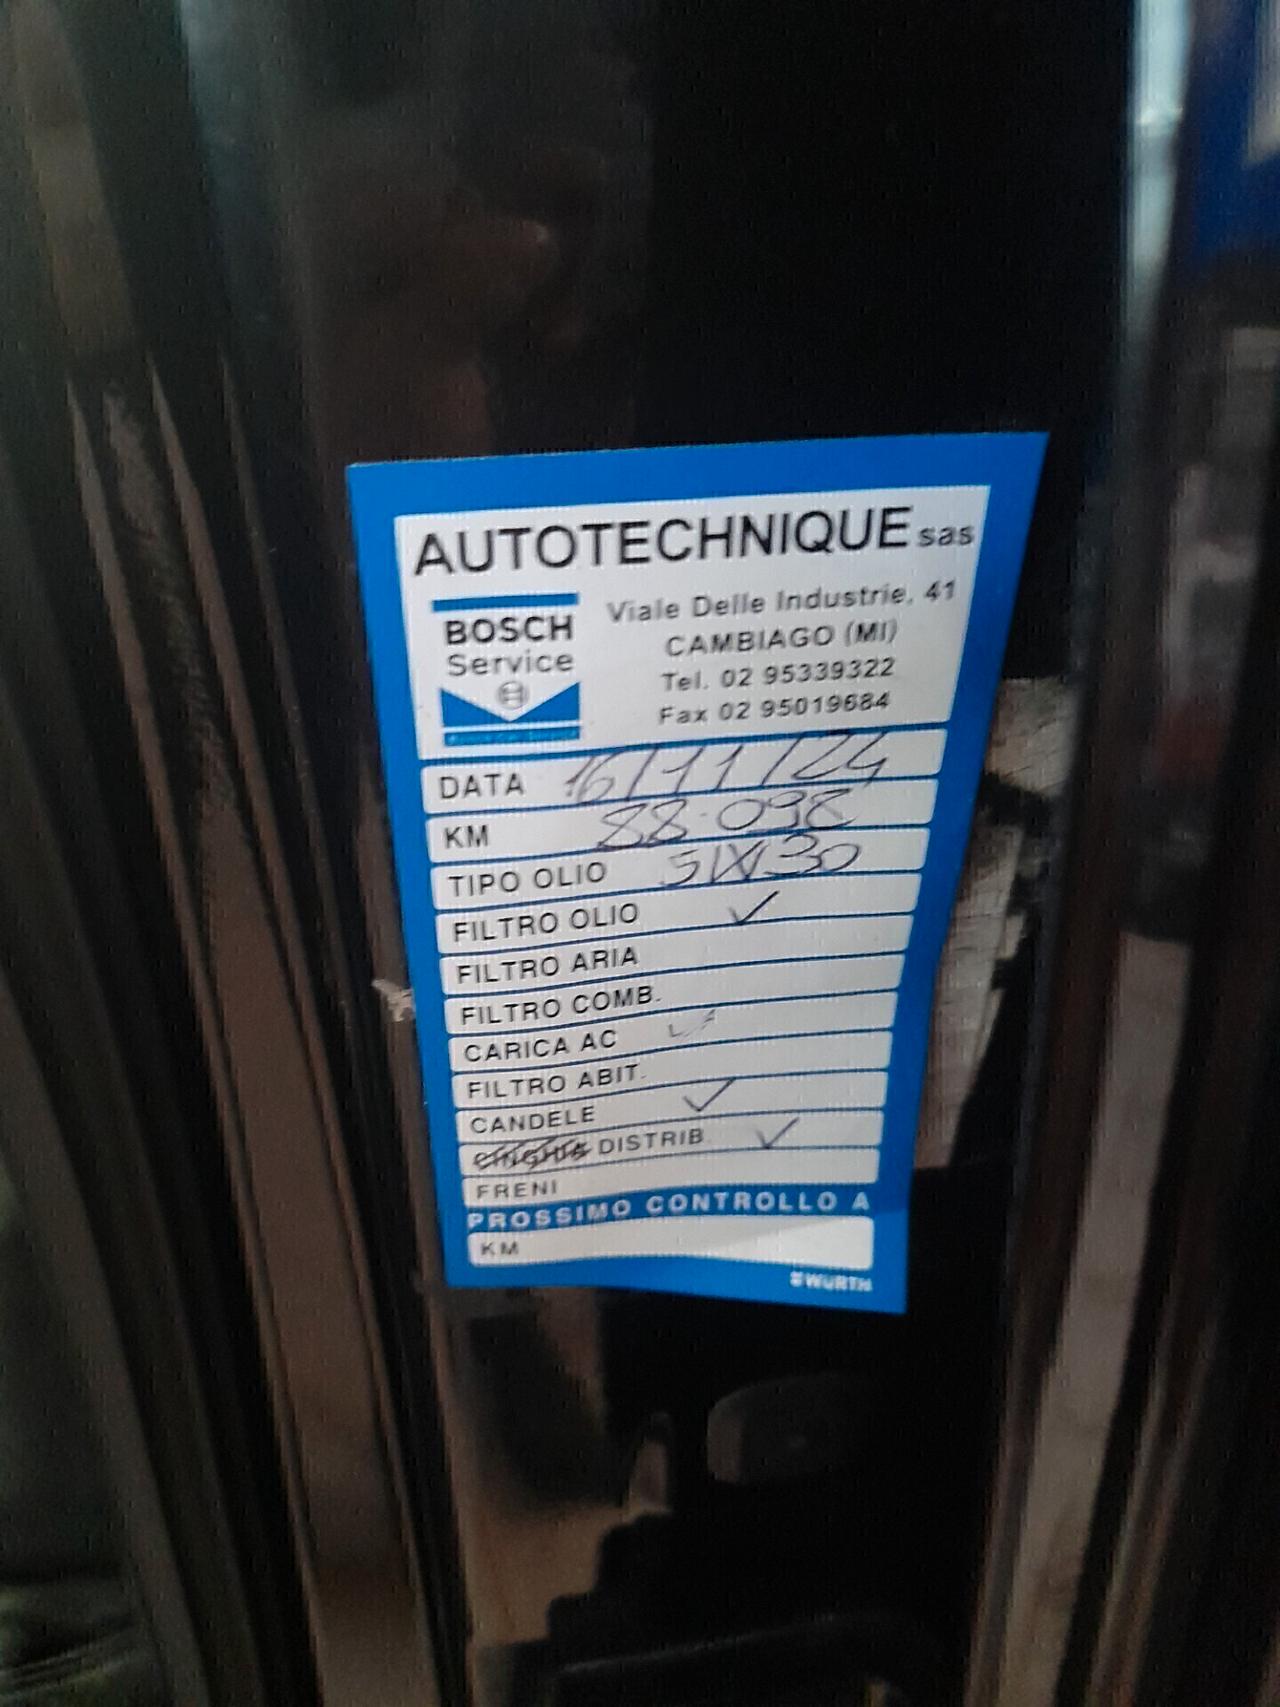 AUTOTECHNIQUE sas
BOSCH
Service
Viale Delle Industrie, 41
CAMBIAGO (MI)
Tel. 02 95339322
Fax 02 95019684
DATA 16/11/24
KM 88.098
TIPO OLIO 5W30
FILTRO OLIO ✓
FILTRO ARIA
FILTRO COMB.
CARICA AC ✓
FILTRO ABIT.
CANDELE ✓
CINGHIA DISTRIB. ✓
FRENI
PROSSIMO CONTROLLO A
KM
WÜRTH